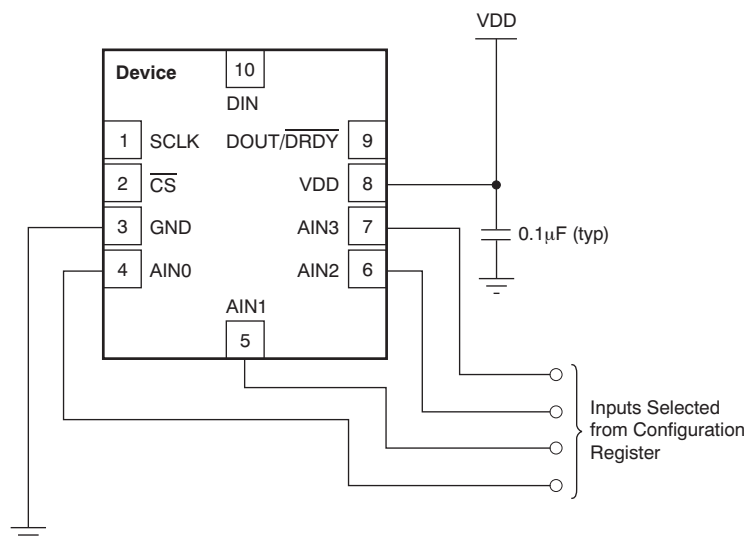 VDD
Device
10
DIN
1 SCLK DOUT/DRDY 9
2 CS VDD 8
3 GND AIN3 7
0.1μF (typ)
4 AIN0 AIN2 6
AIN1
5
Inputs Selected
from Configuration
Register